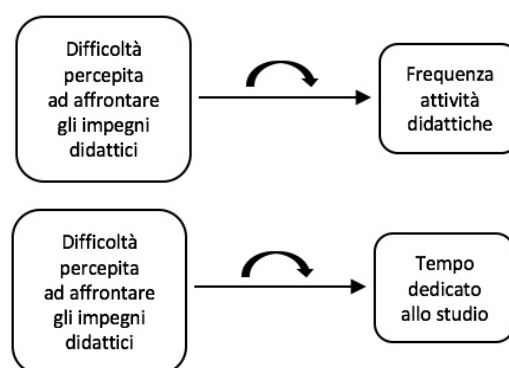 Difficoltà
percepita
ad affrontare
gli impegni
didattici
Frequenza
attività
didattiche
Difficoltà
percepita
ad affrontare
gli impegni
didattici
Tempo
dedicato
allo studio